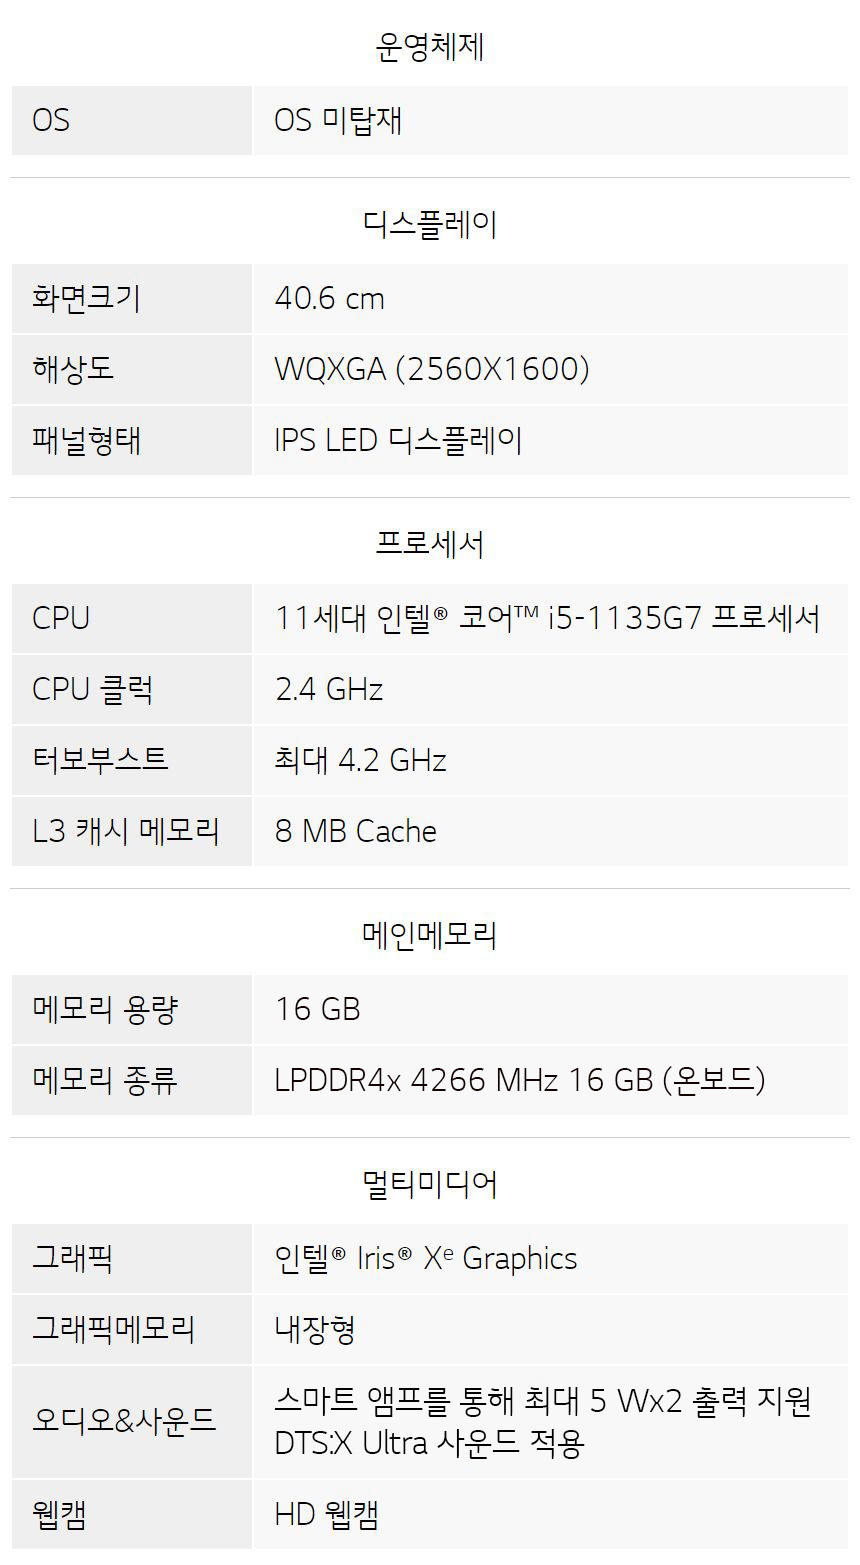 운영체제
OS OS 미탑재
디스플레이
화면크기 40.6 cm
해상도 WQXGA (2560X1600)
패널형태 IPS LED 디스플레이
프로세서
CPU 11세대 인텔® 코어™ i5-1135G7 프로세서
CPU 클럭 2.4 GHz
터보부스트 최대 4.2 GHz
L3 캐시 메모리 8 MB Cache
메인메모리
메모리 용량 16 GB
메모리 종류 LPDDR4x 4266 MHz 16 GB (온보드)
멀티미디어
그래픽 인텔® Iris® Xᵉ Graphics
그래픽메모리 내장형
오디오&사운드 스마트 앰프를 통해 최대 5 Wx2 출력 지원
DTS:X Ultra 사운드 적용
웹캠 HD 웹캠